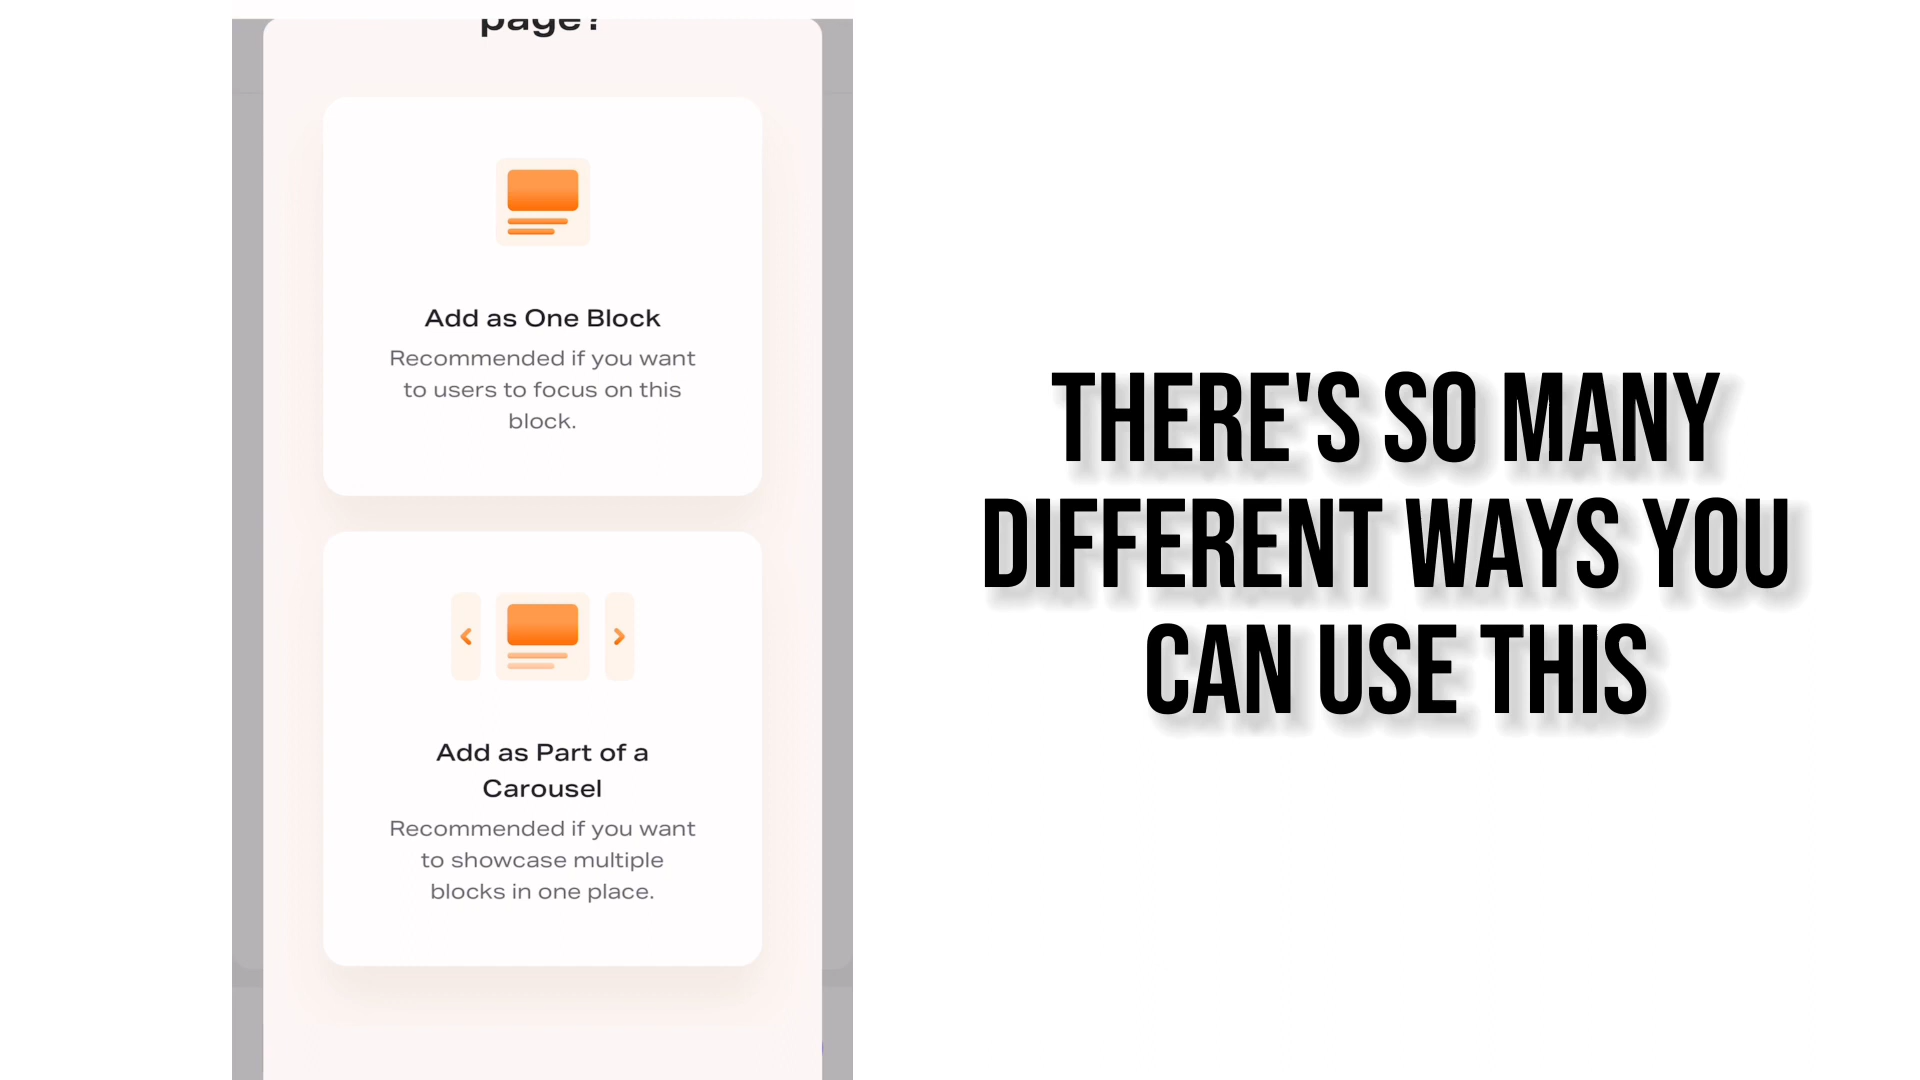 page?
Add as One Block
Recommended if you want
to users to focus on this
block.
Add as Part of a
Carousel
Recommended if you want
to showcase multiple
blocks in one place.
THERE'S SO MANY
DIFFERENT WAYS YOU
CAN USE THIS